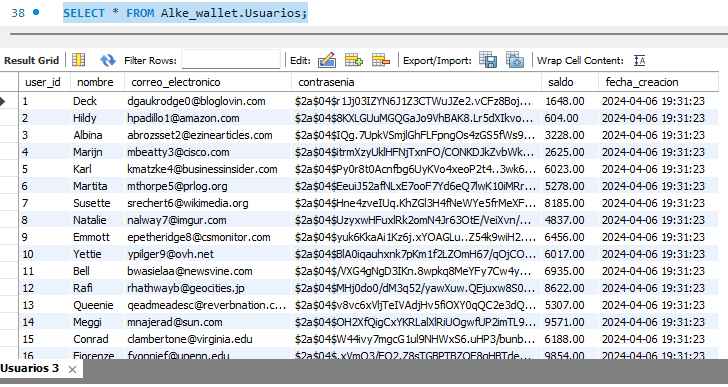 38 SELECT * FROM Alke_wallet.Usuarios;
Result Grid Filter Rows: Edit: Export/Import: Wrap Cell Content:
user_id nombre correo_electronico contrasenia saldo fecha_creacion
1 Deck dgaukrodge0@bloglovin.com $2a$04$r1Jj03IZYN6J1Z3CTWuJZe2.vCFz8Boj... 1648.00 2024-04-06 19:31:23
2 Hildy hpadillo1@amazon.com $2a$04$8KXLGUuMGQGaJo9VhBAK8.Lr5dXIkvo... 604.00 2024-04-06 19:31:23
3 Albina abrozsset2@ezinearticles.com $2a$04$IQg.7UpkVSmjlGhFLFpngOs4zGS5fWs9... 3228.00 2024-04-06 19:31:23
4 Marijn mbeatty3@cisco.com $2a$04$itrmXzyUklHFNjTxnFO/CONKDJkZvbWk... 2625.00 2024-04-06 19:31:23
5 Karl kmatzke4@businessinsider.com $2a$04$Py0r8t0Acnfbg6UyKVo4xeoP2t4..3wk6... 6023.00 2024-04-06 19:31:23
6 Martita mthorpe5@prlog.org $2a$04$EeuiJ52afNLxE7ooF7Yd6eQ7lwK10iMRr... 5278.00 2024-04-06 19:31:23
7 Susette srechert6@wikimedia.org $2a$04$Hne4zveIUq.KhZGl3H4fNeWYe5frMeXF... 8185.00 2024-04-06 19:31:23
8 Natalie nalway7@imgur.com $2a$04$UzyxwHFuxlRk2omN4Jr63OtE/VeiXvn/... 4837.00 2024-04-06 19:31:23
9 Emmott epetheridge8@csmonitor.com $2a$04$yuk6KkaAi1Kz6j.xYOAGLu..Z54k9wiH2... 6456.00 2024-04-06 19:31:23
10 Yettie ypilger9@ovh.net $2a$04$BlA0iqauhxnk7pKm1f2LZOmH67/qOjCO... 6017.00 2024-04-06 19:31:23
11 Bell bwasielaa@newsvine.com $2a$04$/VXG4gNgD3IKn.8wpkq8MeYFy7Cw4y... 6935.00 2024-04-06 19:31:23
12 Rafi rhathwayb@geocities.jp $2a$04$MHj0do0/dM3q52/yawXuw.QEjuxw8S0... 8622.00 2024-04-06 19:31:23
13 Queenie qeadmeadesc@reverbnation.c... $2a$04$v8vc6xVljTeIVAdjHv5fiOXY0qQC2e3dQ... 5307.00 2024-04-06 19:31:23
14 Meggi mnajerad@sun.com $2a$04$OH2XfQigCxYKRLalXlRiUOgwfUP2imTL9... 9571.00 2024-04-06 19:31:23
15 Conrad clambertone@virginia.edu $2a$04$W44ivy7mgcG1ul9NHWxS6.uHP3/bunb... 6188.00 2024-04-06 19:31:23
16 Fiorenze fvonnief@upenn.edu 9854.00 2024-04-06 19:31:23
Usuarios 3